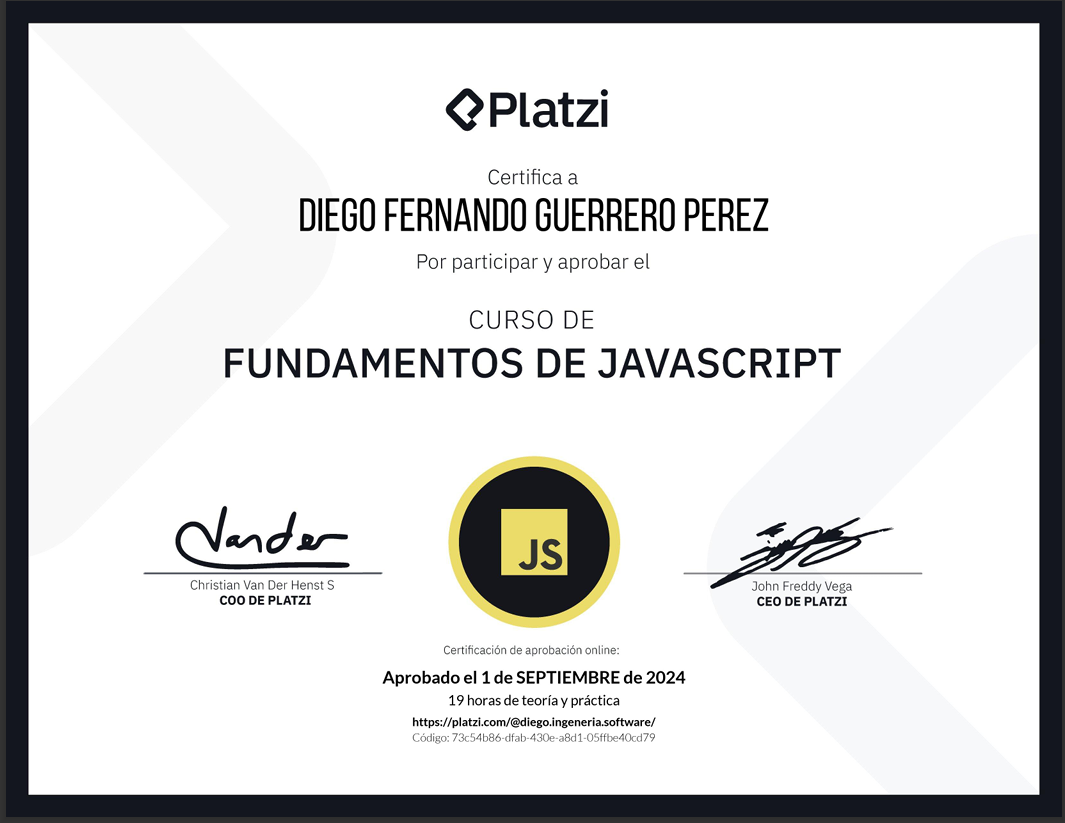 Platzi
Certifica a
DIEGO FERNANDO GUERRERO PEREZ
Por participar y aprobar el
CURSO DE
FUNDAMENTOS DE JAVASCRIPT
Vander
JS
Christian Van Der Henst S
COO DE PLATZI
John Freddy Vega
CEO DE PLATZI
Certificación de aprobación online:
Aprobado el 1 de SEPTIEMBRE de 2024
19 horas de teoría y práctica
https://platzi.com/@diego.ingeneria.software/
Código: 73c54b86-dfab-430e-a8d1-05ffbe40cd79